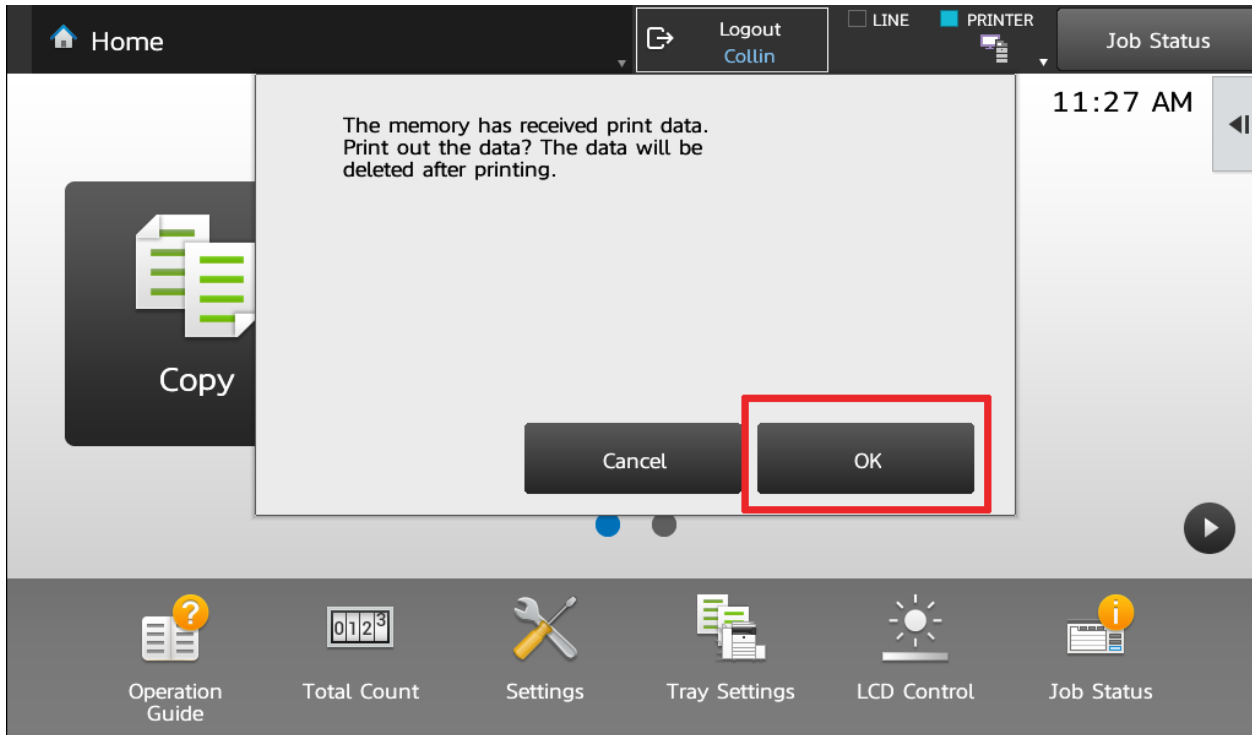 Home
Logout
Collin
LINE
PRINTER
Job Status
11:27 AM
The memory has received print data.
Print out the data? The data will be
deleted after printing.
Copy
Cancel
OK
0123
Operation
Guide
Total Count
Settings
Tray Settings
LCD Control
Job Status